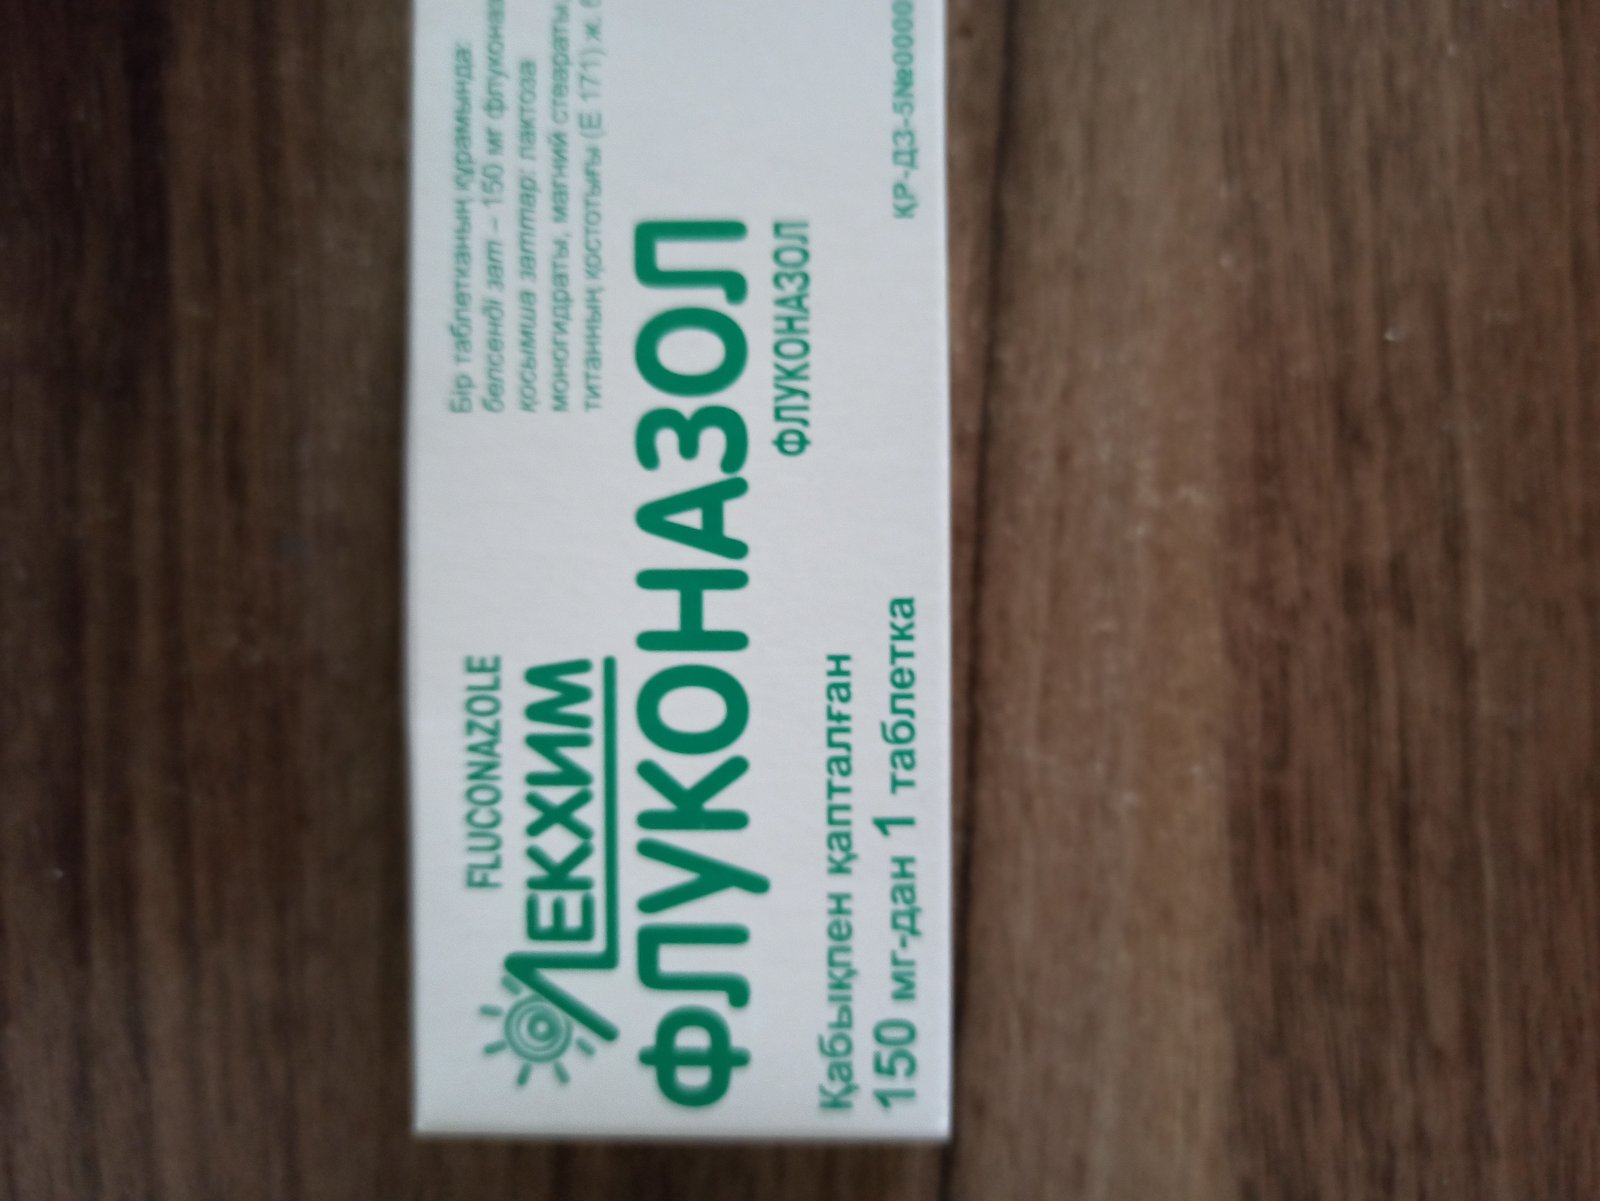 FLUCONAZOLE
ЛЕКХИМ
ФЛУКОНАЗОЛ
ФЛУКОНАЗОЛ
Қабықпен қапталған
150 мг-дан 1 таблетка
Бір таблетканың құрамында:
белсенді зат – 150 мг флуконаз
қосымша заттар: лактоза
моногидраты, магний стеараты,
титанның қостотығы (Е 171) ж. б
ҚР-ДЗ-5№0000